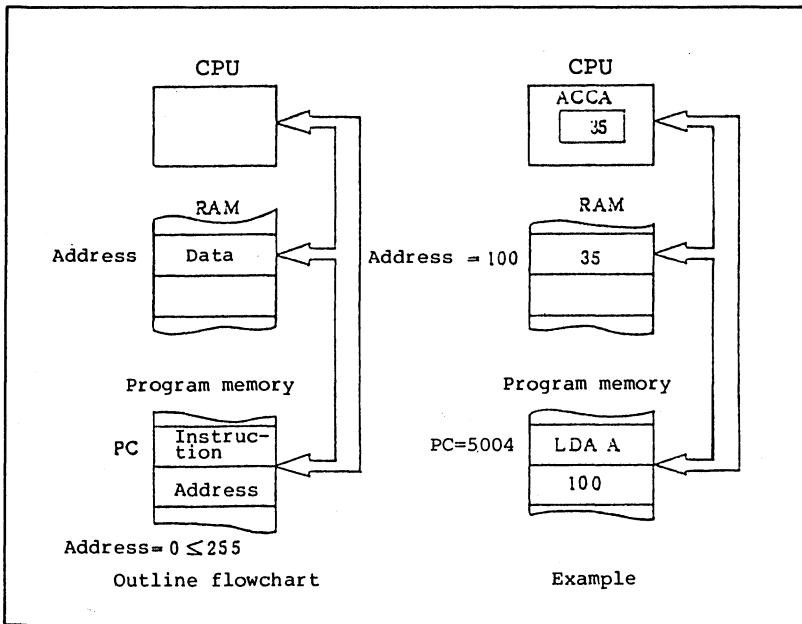 CPU
RAM
Address
Data
Program memory
PC
Instruc-
tion
Address
Address= 0 ≤ 255
Outline flowchart
CPU
ACCA
35
RAM
Address = 100
35
Program memory
PC=5004
LDA A
100
Example